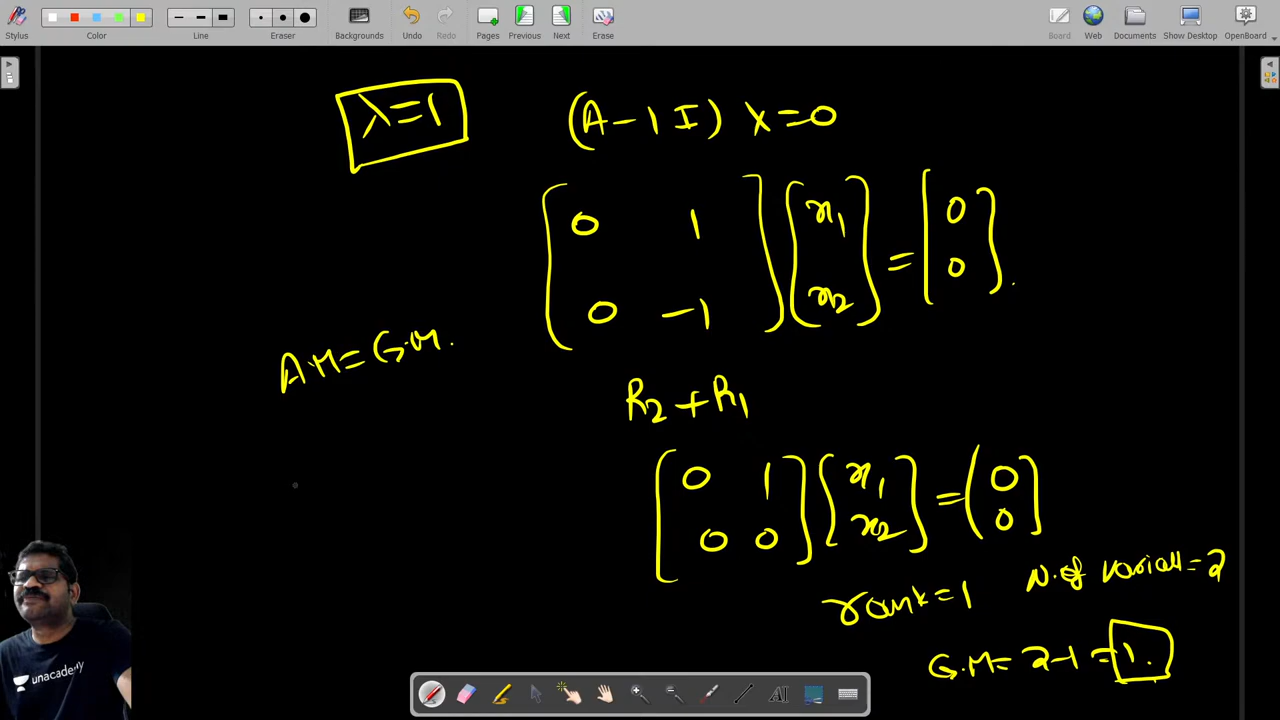 Stylus Color Line Eraser Backgrounds Undo Redo Pages Previous Next Erase Board Web Documents Show Desktop OpenBoard
λ=1 (A-1I) X=0
[0 1
0 -1] [x1
x2] = [0
0].
A.M=G.M.
R2+R1
[0 1
0 0] [x1
x2] = (0
0]
rank=1 N.of variall=2
G.M= 2-1 = 1.
unacademy